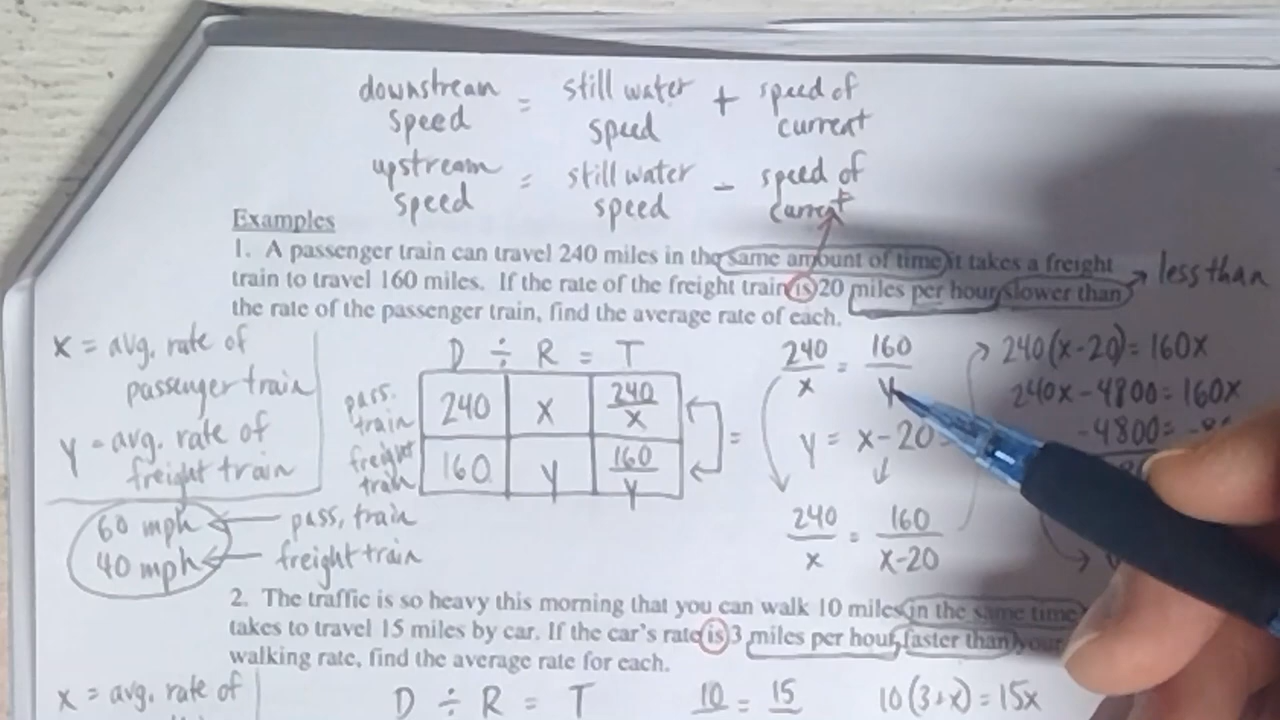 downstream speed = still water speed + speed of current
upstream speed = still water speed - speed of current
Examples
1. A passenger train can travel 240 miles in the same amount of time it takes a freight
train to travel 160 miles. If the rate of the freight train is 20 miles per hour slower than
the rate of the passenger train, find the average rate of each.
less than
x = avg. rate of
passenger train
y = avg. rate of
freight train
60 mph ← pass. train
40 mph ← freight train
D ÷ R = T
pass. train 240 x 240/x
freight train 160 y 160/y
=
240/x = 160/y
y = x-20
240/x = 160/x-20
240(x-20) = 160x
240x - 4800 = 160x
-4800 =
2. The traffic is so heavy this morning that you can walk 10 miles in the same time
takes to travel 15 miles by car. If the car's rate is 3 miles per hour faster than your
walking rate, find the average rate for each.
x = avg. rate of
D ÷ R = T
10 = 15
10(3+x) = 15x